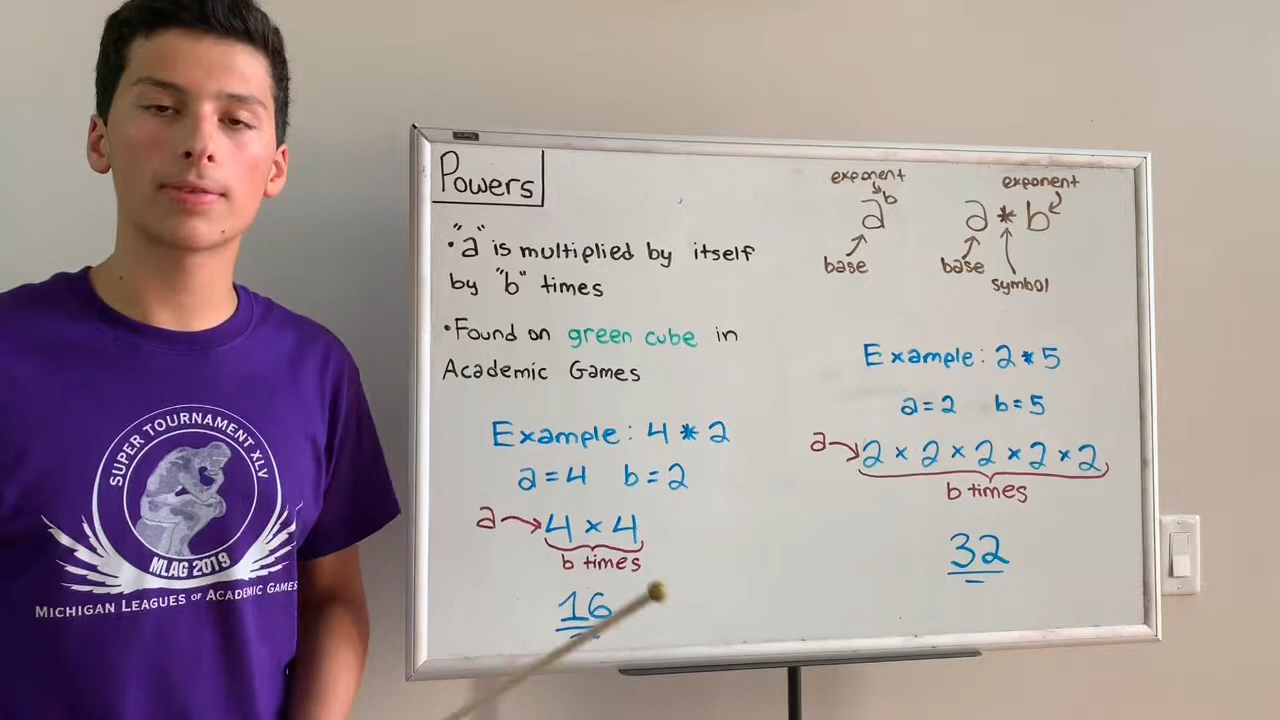 Powers
• "a" is multiplied by itself
by "b" times
• Found on green cube in
Academic Games
Example: 4 * 2
a=4 b=2
a 4 × 4
b times
16
exponent
a^b
base
exponent
a * b
base
symbol
Example: 2 * 5
a=2 b=5
a 2 × 2 × 2 × 2 × 2
b times
32
SUPER TOURNAMENT XLV
MLAG 2019
MICHIGAN LEAGUES OF ACADEMIC GAMES